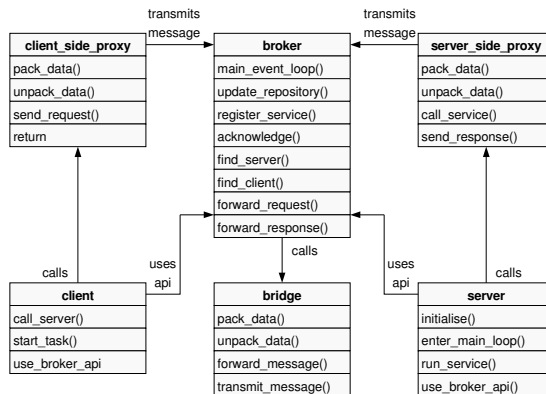 transmits
message
transmits
message
client_side_proxy
pack_data()
unpack_data()
send_request()
return
broker
main_event_loop()
update_repository()
register_service()
acknowledge()
find_server()
find_client()
forward_request()
forward_response()
server_side_proxy
pack_data()
unpack_data()
call_service()
send_response()
calls
uses
api
calls
uses
api
calls
client
call_server()
start_task()
use_broker_api
bridge
pack_data()
unpack_data()
forward_message()
transmit_message()
server
initialise()
enter_main_loop()
run_service()
use_broker_api()